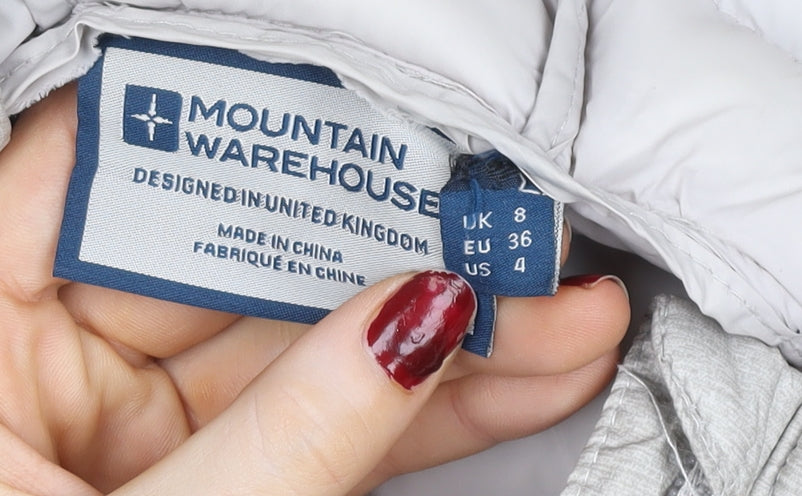 MOUNTAIN
WAREHOUSE
DESIGNED IN UNITED KINGDOM
MADE IN CHINA
FABRIQUÉ EN CHINE
UK 8
EU 36
US 4